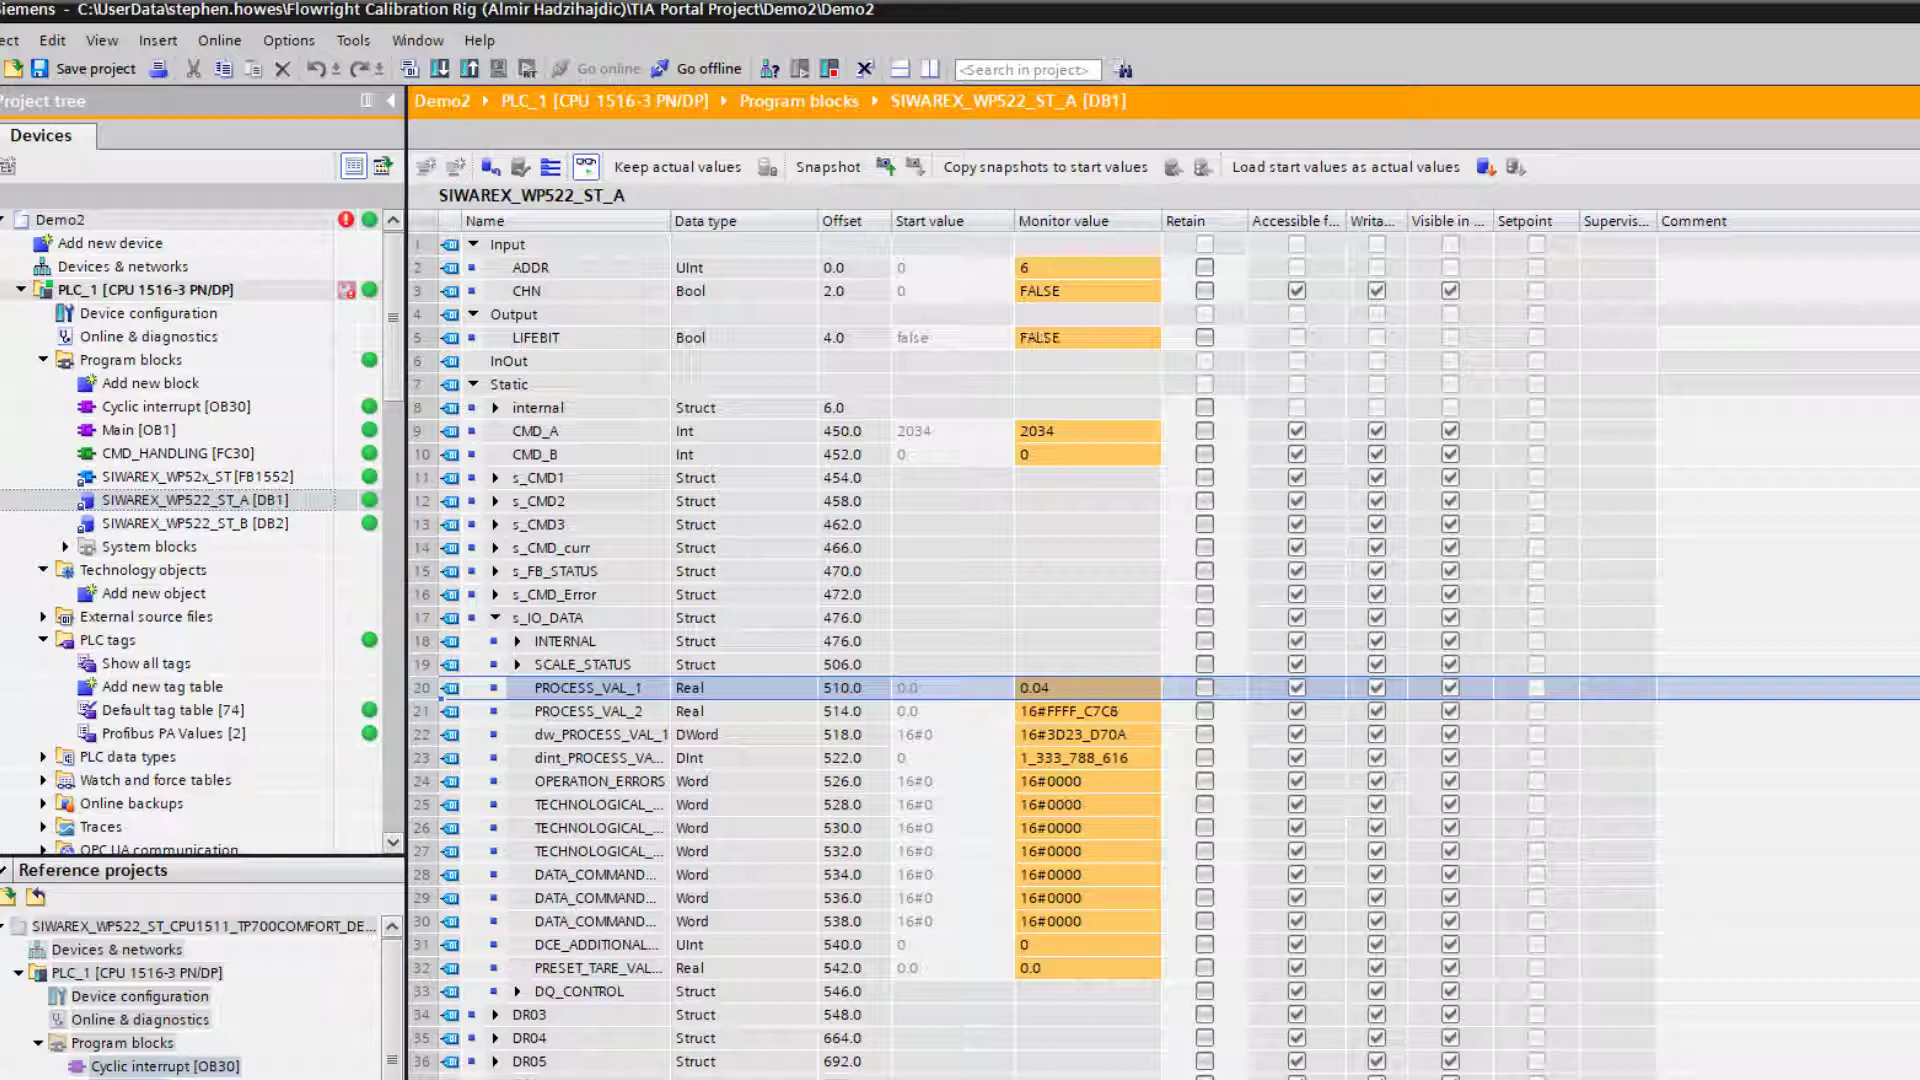 Siemens - C:\UserData\stephen.howes\Flowright Calibration Rig (Almir Hadzihajdic)\TIA Portal Project\Demo2\Demo2
ect Edit View Insert Online Options Tools Window Help
Save project Go online Go offline <Search in project>
Project tree
Demo2 PLC_1 [CPU 1516-3 PN/DP] Program blocks SIWAREX_WP522_ST_A [DB1]
Devices
Keep actual values Snapshot Copy snapshots to start values Load start values as actual values
SIWAREX_WP522_ST_A
Name Data type Offset Start value Monitor value Retain Accessible f... Writa... Visible in ... Setpoint Supervis... Comment
1 Input
2 ADDR UInt 0.0 0 6
3 CHN Bool 2.0 0 FALSE
4 Output
5 LIFEBIT Bool 4.0 false FALSE
6 InOut
7 Static
8 internal Struct 6.0
9 CMD_A Int 450.0 2034 2034
10 CMD_B Int 452.0 0 0
11 s_CMD1 Struct 454.0
12 s_CMD2 Struct 458.0
13 s_CMD3 Struct 462.0
14 s_CMD_curr Struct 466.0
15 s_FB_STATUS Struct 470.0
16 s_CMD_Error Struct 472.0
17 s_IO_DATA Struct 476.0
18 INTERNAL Struct 476.0
19 SCALE_STATUS Struct 506.0
20 PROCESS_VAL_1 Real 510.0 0.0 0.04
21 PROCESS_VAL_2 Real 514.0 0.0 16#FFFF_C7C8
22 dw_PROCESS_VAL_1 DWord 518.0 16#0 16#3D23_D70A
23 dint_PROCESS_VA... DInt 522.0 0 1_333_788_616
24 OPERATION_ERRORS Word 526.0 16#0 16#0000
25 TECHNOLOGICAL_... Word 528.0 16#0 16#0000
26 TECHNOLOGICAL_... Word 530.0 16#0 16#0000
27 TECHNOLOGICAL_... Word 532.0 16#0 16#0000
28 DATA_COMMAND... Word 534.0 16#0 16#0000
29 DATA_COMMAND... Word 536.0 16#0 16#0000
30 DATA_COMMAND... Word 538.0 16#0 16#0000
31 DCE_ADDITIONAL... UInt 540.0 0 0
32 PRESET_TARE_VAL... Real 542.0 0.0 0.0
33 DQ_CONTROL Struct 546.0
34 DR03 Struct 548.0
35 DR04 Struct 664.0
36 DR05 Struct 692.0
Demo2
Add new device
Devices & networks
PLC_1 [CPU 1516-3 PN/DP]
Device configuration
Online & diagnostics
Program blocks
Add new block
Cyclic interrupt [OB30]
Main [OB1]
CMD_HANDLING [FC30]
SIWAREX_WP52x_ST [FB1552]
SIWAREX_WP522_ST_A [DB1]
SIWAREX_WP522_ST_B [DB2]
System blocks
Technology objects
Add new object
External source files
PLC tags
Show all tags
Add new tag table
Default tag table [74]
Profibus PA Values [2]
PLC data types
Watch and force tables
Online backups
Traces
OPC UA communication
Reference projects
SIWAREX_WP522_ST_CPU1511_TP700COMFORT_DE...
Devices & networks
PLC_1 [CPU 1516-3 PN/DP]
Device configuration
Online & diagnostics
Program blocks
Cyclic interrupt [OB30]